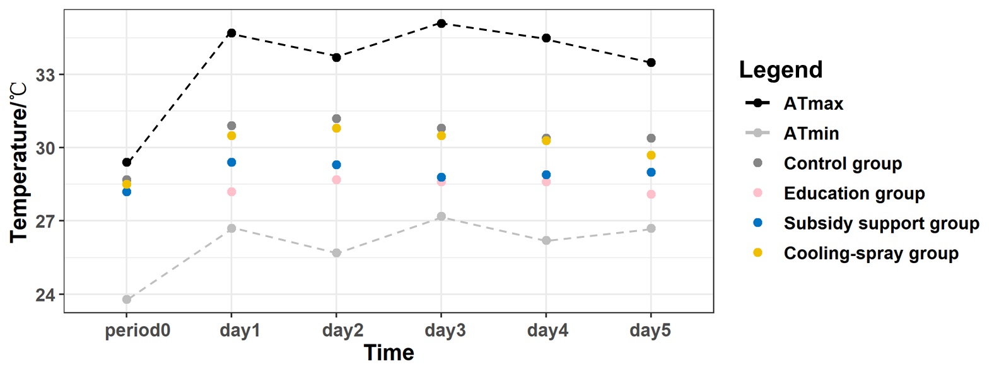 33
30
27
24
Temperature/℃
period0 day1 day2 day3 day4 day5
Time
Legend
ATmax
ATmin
Control group
Education group
Subsidy support group
Cooling-spray group